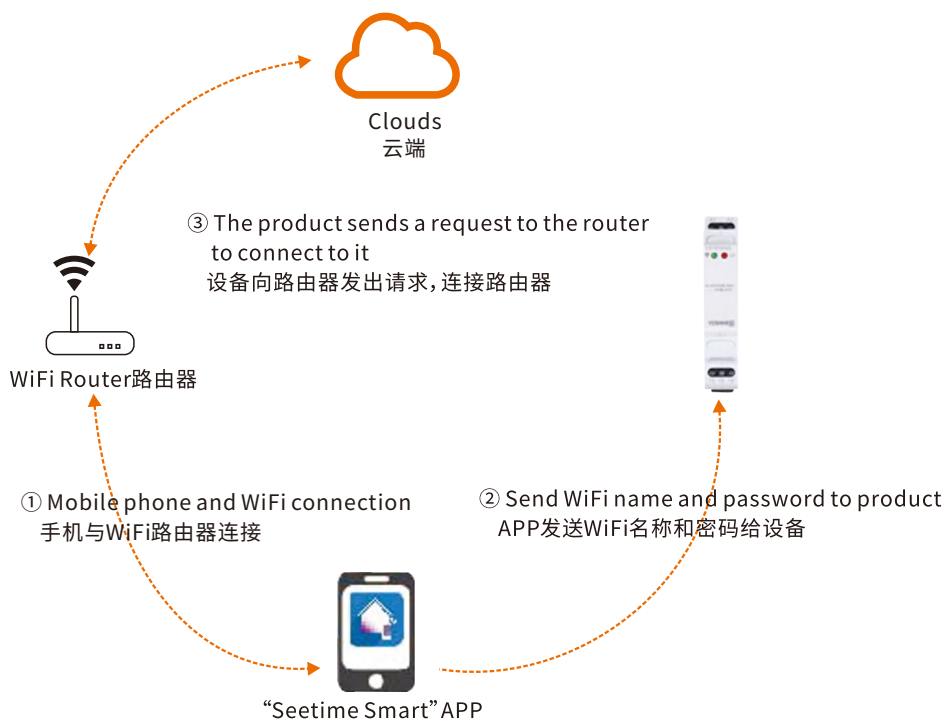 Clouds
云端
③ The product sends a request to the router
to connect to it
设备向路由器发出请求，连接路由器
WiFi Router路由器
① Mobile phone and WiFi connection
手机与WiFi路由器连接
② Send WiFi name and password to product
APP发送WiFi名称和密码给设备
“Seetime Smart” APP